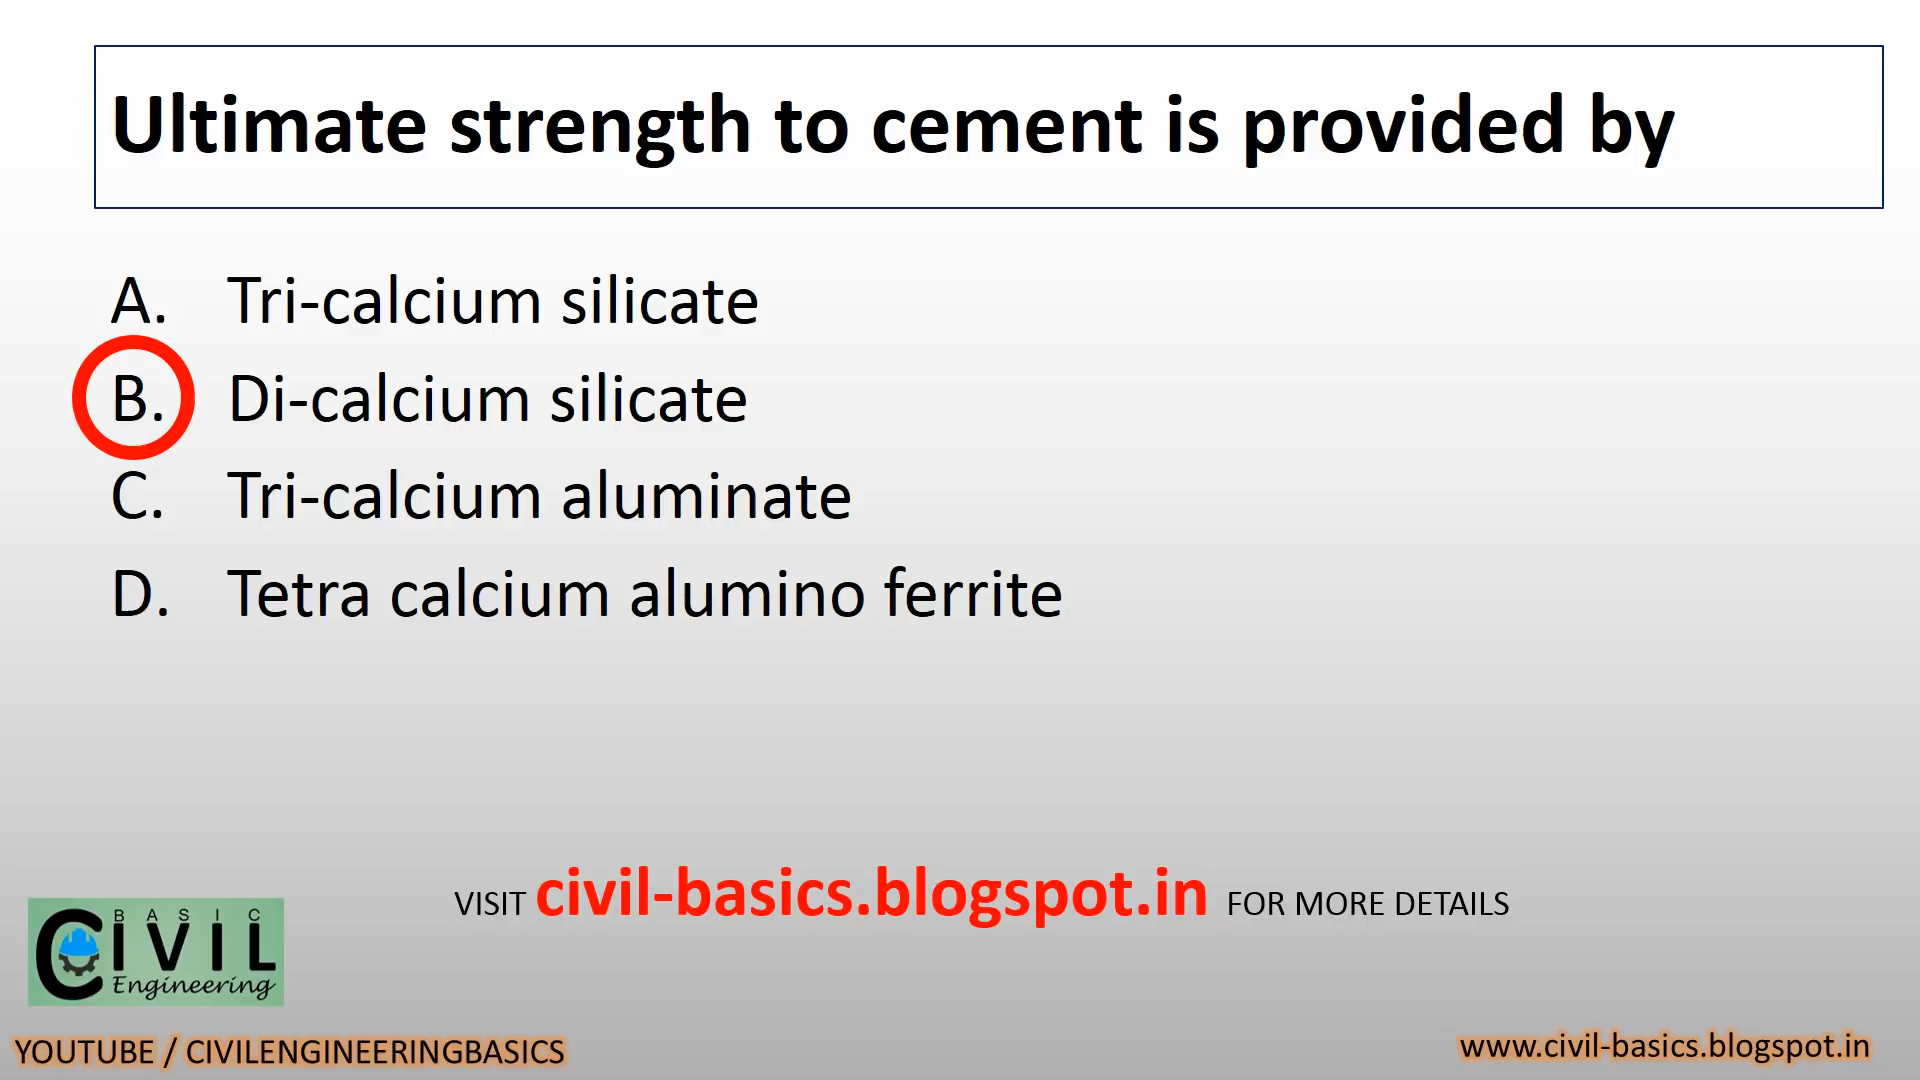 Ultimate strength to cement is provided by
A. Tri-calcium silicate
B. Di-calcium silicate
C. Tri-calcium aluminate
D. Tetra calcium alumino ferrite
VISIT civil-basics.blogspot.in FOR MORE DETAILS
BASIC
CIVIL
Engineering
YOUTUBE / CIVILENGINEERINGBASICS
www.civil-basics.blogspot.in